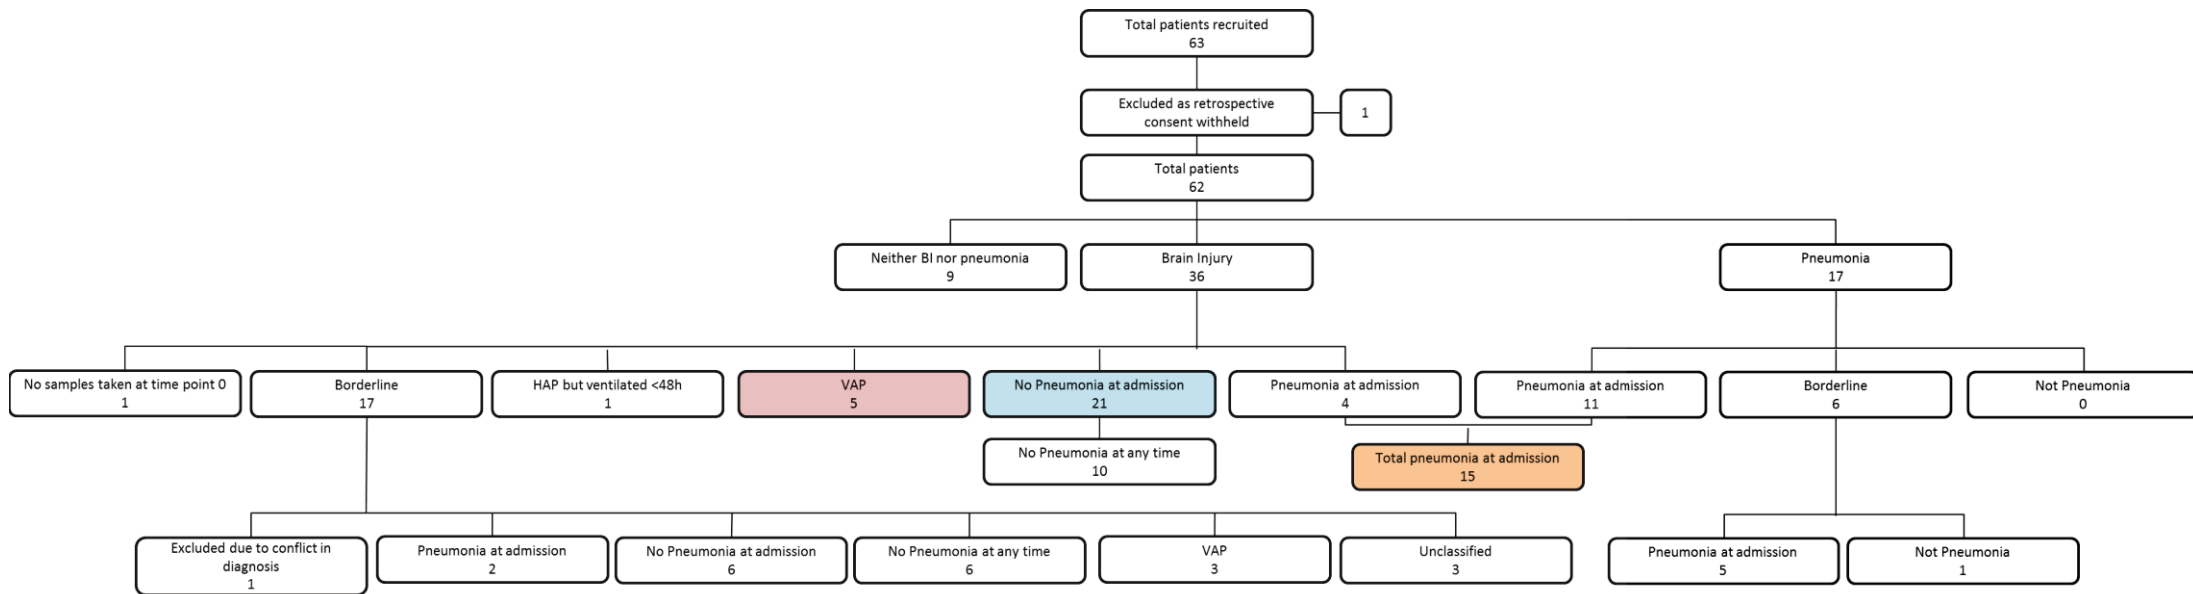 Total patients recruited
63
Excluded as retrospective
consent withheld
1
Total patients
62
Neither BI nor pneumonia
9
Brain Injury
36
Pneumonia
17
No samples taken at time point 0
1
Borderline
17
HAP but ventilated <48h
1
VAP
5
No Pneumonia at admission
21
Pneumonia at admission
4
Pneumonia at admission
11
Borderline
6
Not Pneumonia
0
No Pneumonia at any time
10
Total pneumonia at admission
15
Excluded due to conflict in
diagnosis
1
Pneumonia at admission
2
No Pneumonia at admission
6
No Pneumonia at any time
6
VAP
3
Unclassified
3
Pneumonia at admission
5
Not Pneumonia
1